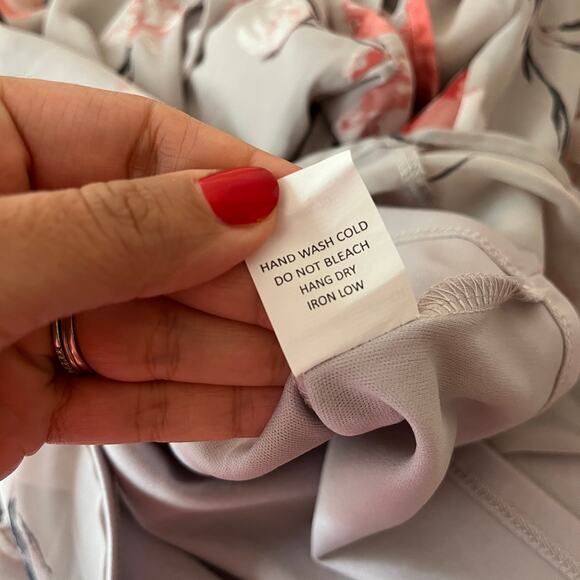 HAND WASH COLD
DO NOT BLEACH
HANG DRY
IRON LOW